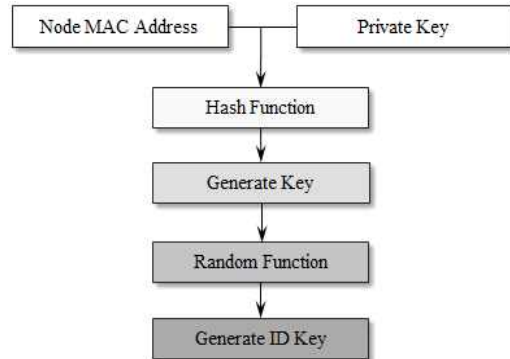 Node MAC Address
Private Key
Hash Function
Generate Key
Random Function
Generate ID Key